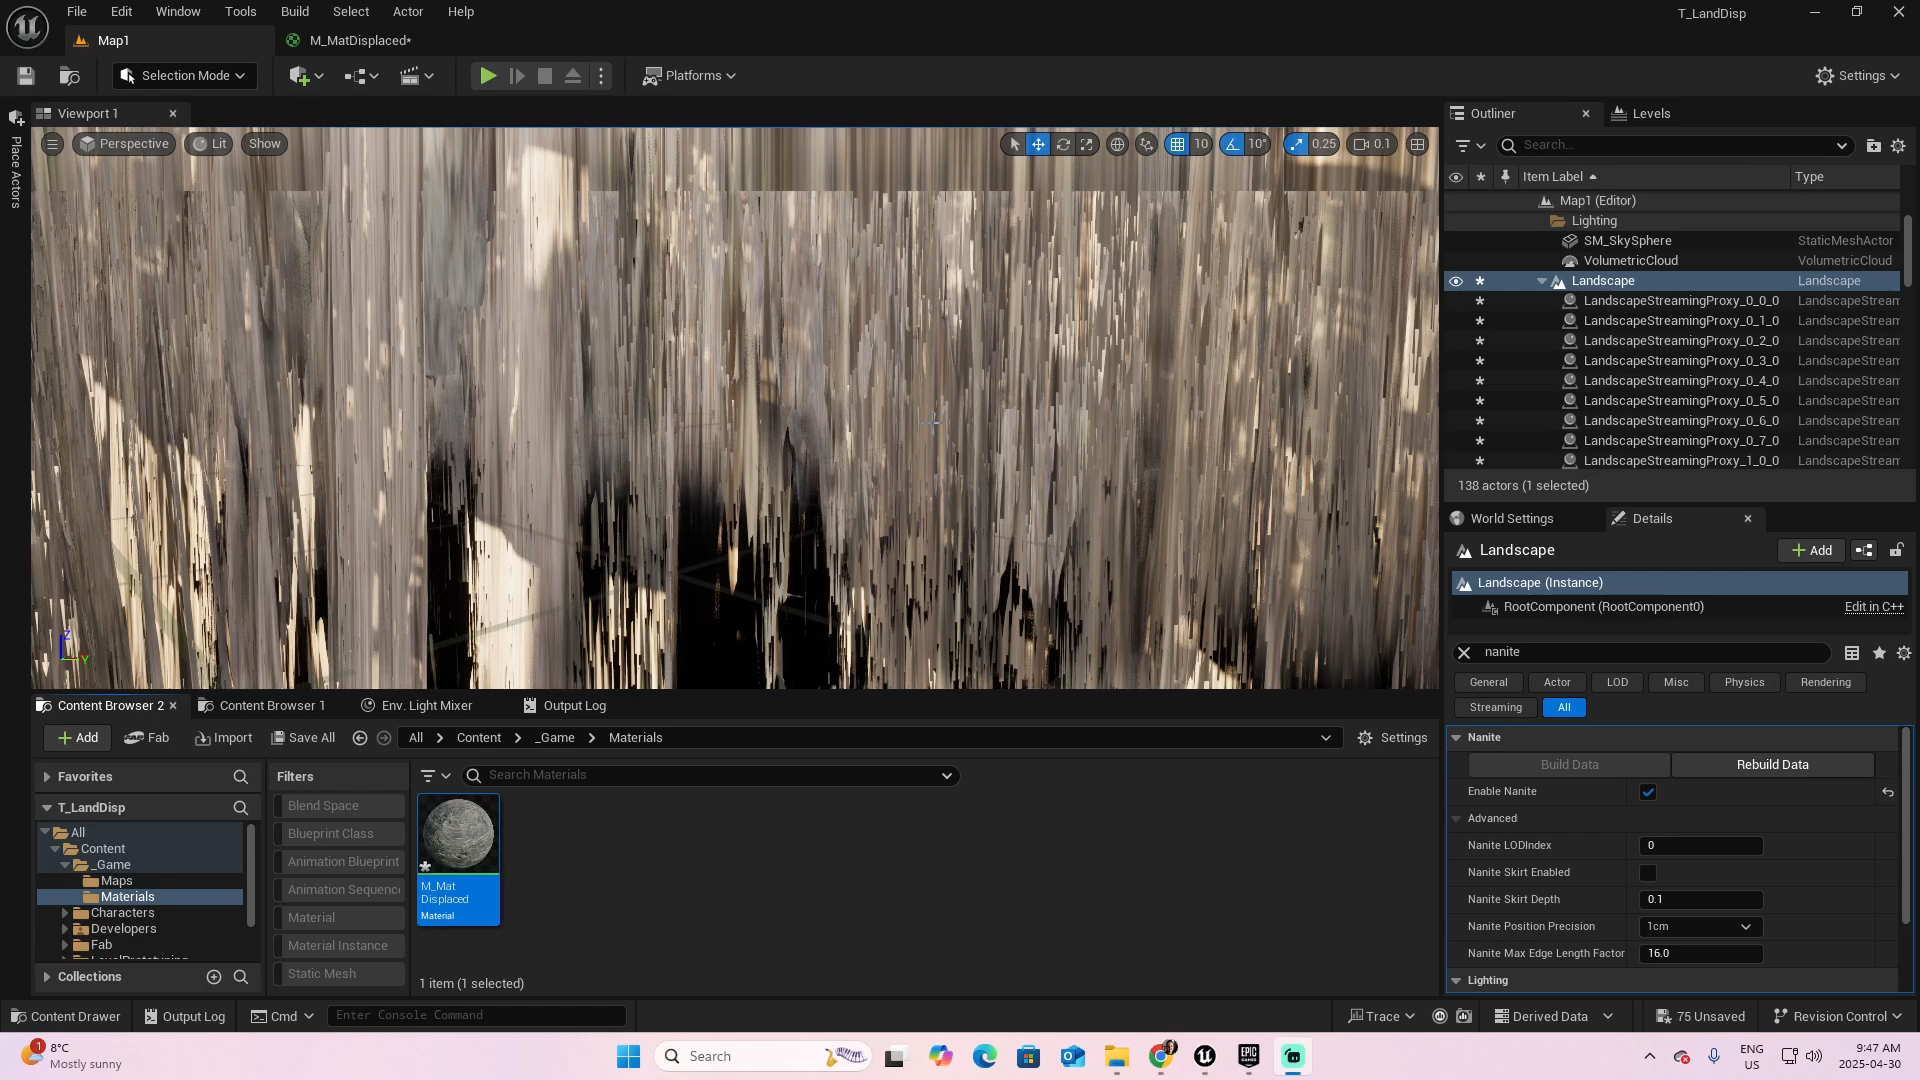 File Edit Window Tools Build Select Actor Help
T_LandDisp
Map1
M_MatDisplaced*
Selection Mode
Platforms
Settings
Place Actors
Viewport 1
Perspective
Lit
Show
10
10°
0.25
0.1
Z
Y
Outliner
Levels
Search...
Item Label
Type
Map1 (Editor)
Lighting
SM_SkySphere StaticMeshActor
VolumetricCloud VolumetricCloud
Landscape Landscape
LandscapeStreamingProxy_0_0_0 LandscapeStream
LandscapeStreamingProxy_0_1_0 LandscapeStream
LandscapeStreamingProxy_0_2_0 LandscapeStream
LandscapeStreamingProxy_0_3_0 LandscapeStream
LandscapeStreamingProxy_0_4_0 LandscapeStream
LandscapeStreamingProxy_0_5_0 LandscapeStream
LandscapeStreamingProxy_0_6_0 LandscapeStream
LandscapeStreamingProxy_0_7_0 LandscapeStream
LandscapeStreamingProxy_1_0_0 LandscapeStream
138 actors (1 selected)
World Settings
Details
Landscape
Add
Landscape (Instance)
RootComponent (RootComponent0)
Edit in C++
nanite
General Actor LOD Misc Physics Rendering
Streaming All
Nanite
Build Data Rebuild Data
Enable Nanite
Advanced
Nanite LODIndex 0
Nanite Skirt Enabled
Nanite Skirt Depth 0.1
Nanite Position Precision 1cm
Nanite Max Edge Length Factor 16.0
Lighting
Content Browser 2
Content Browser 1
Env. Light Mixer
Output Log
Add Fab Import Save All
All Content _Game Materials
Settings
Favorites
T_LandDisp
All
Content
_Game
Maps
Materials
Characters
Developers
Fab
Collections
Filters
Blend Space
Blueprint Class
Animation Blueprint
Animation Sequence
Material
Material Instance
Static Mesh
Search Materials
M_Mat
Displaced
Material
1 item (1 selected)
Content Drawer
Output Log
Cmd
Enter Console Command
Trace
Derived Data
75 Unsaved
Revision Control
1
8°C
Mostly sunny
Search
EPIC
GAMES
ENG
US
9:47 AM
2025-04-30